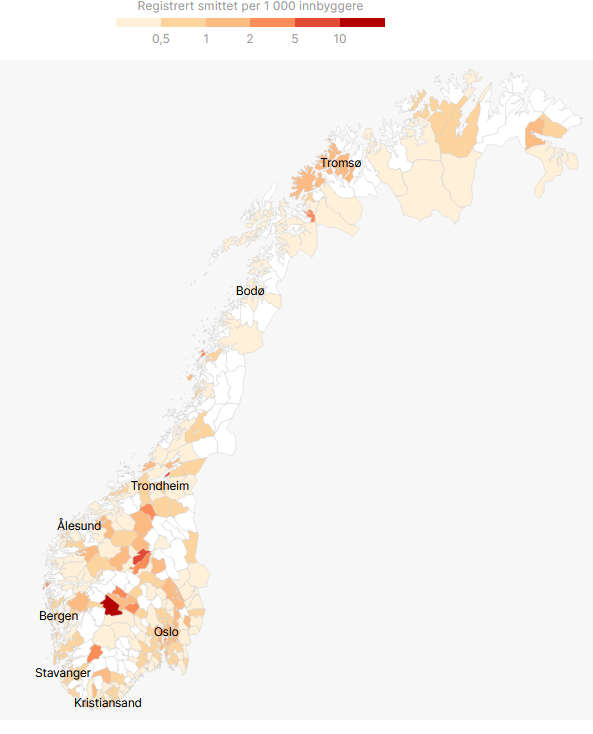 Registrert smittet per 1 000 innbyggere
0,5 1 2 5 10
Tromsø
Bodø
Trondheim
Ålesund
Bergen
Oslo
Stavanger
Kristiansand